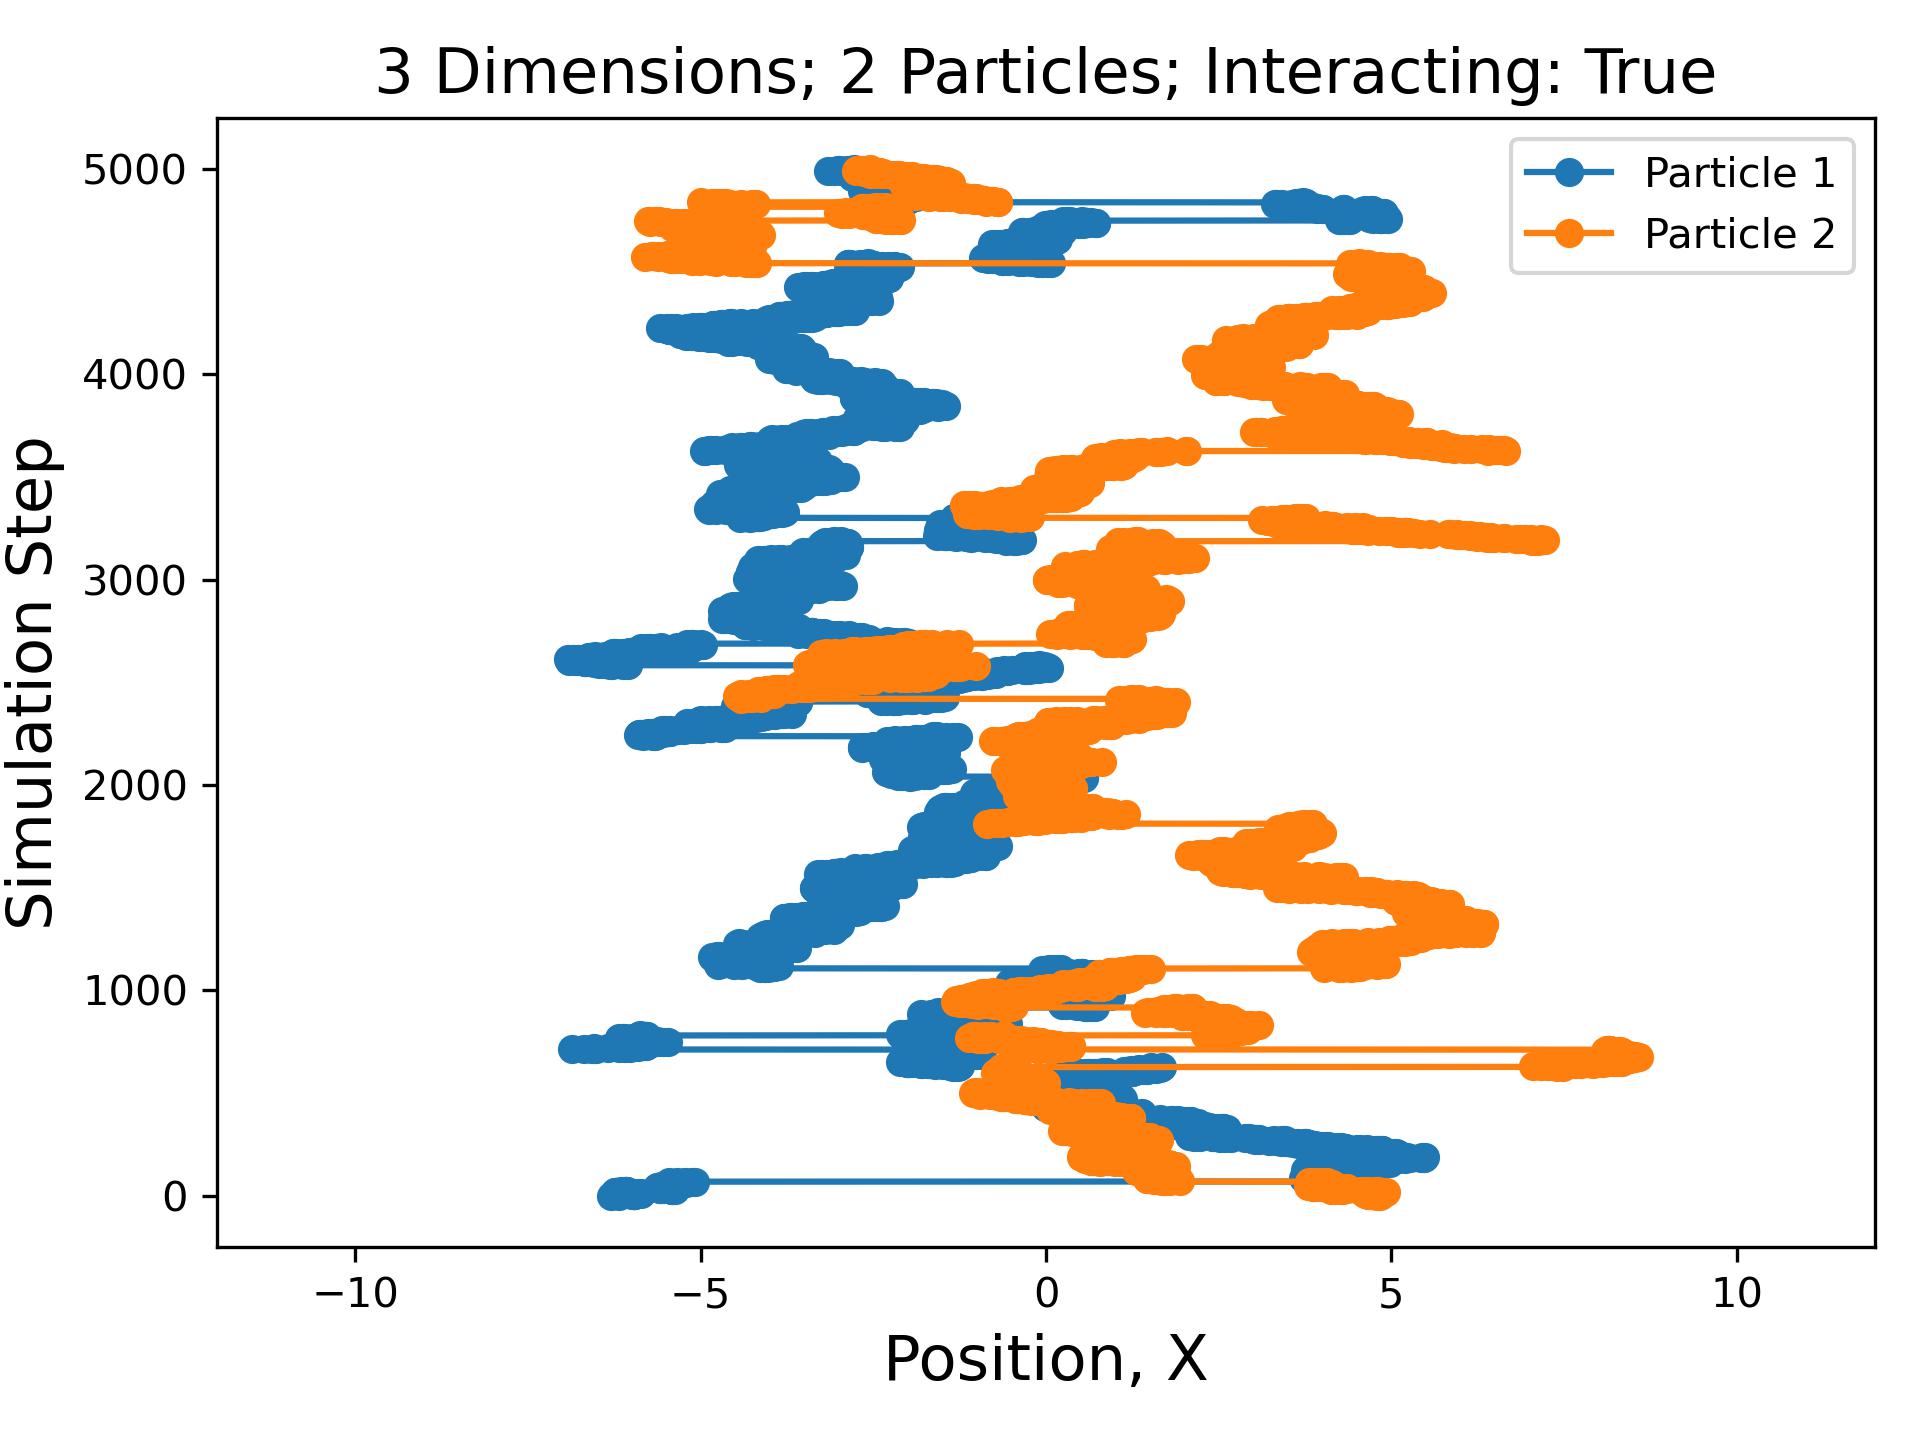 3 Dimensions; 2 Particles; Interacting: True
Particle 1
Particle 2
5000
4000
3000
2000
1000
0
Simulation Step
−10
−5
0
5
10
Position, X